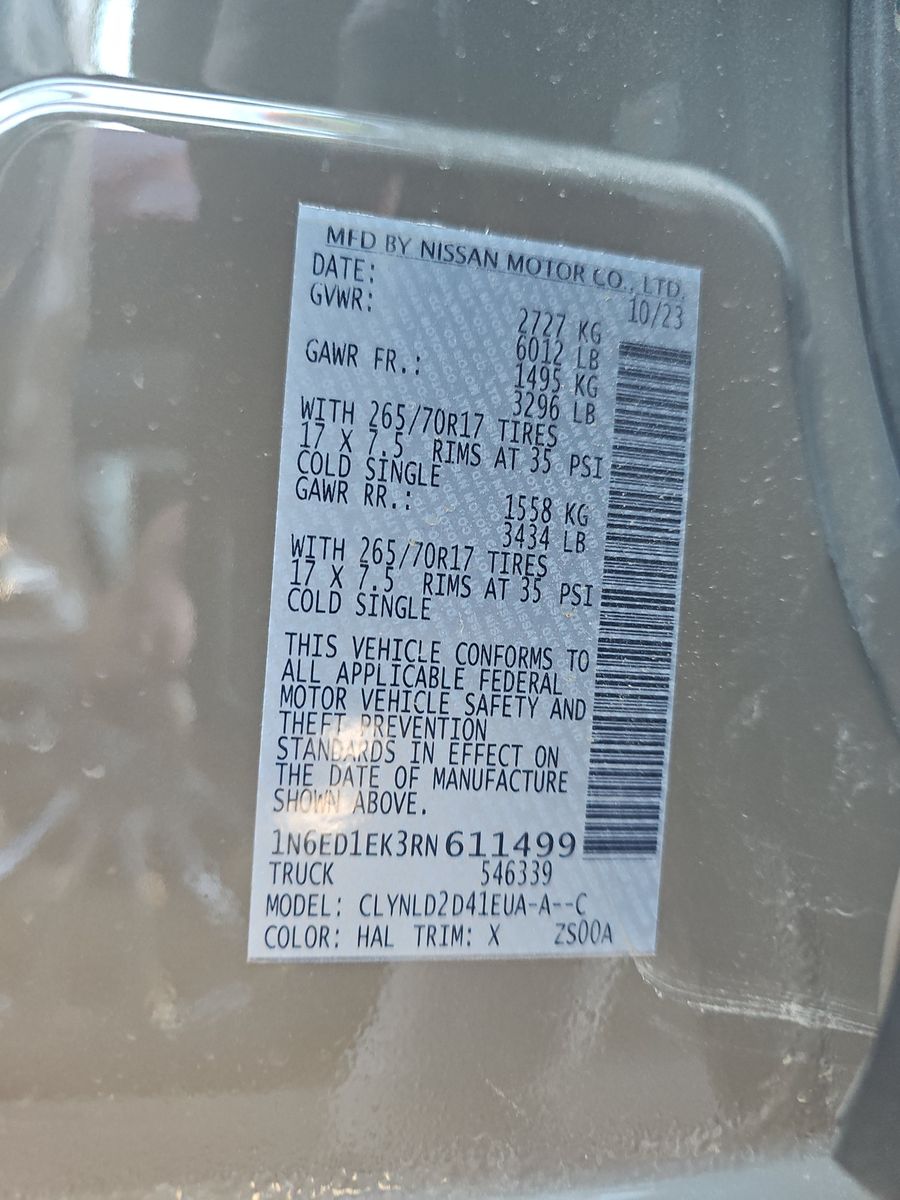 MFD BY NISSAN MOTOR CO., LTD.
DATE: 10/23
GVWR: 2727 KG
6012 LB
GAWR FR.: 1495 KG
3296 LB
WITH 265/70R17 TIRES
17 X 7.5 RIMS AT 35 PSI
COLD SINGLE
GAWR RR.: 1558 KG
3434 LB
WITH 265/70R17 TIRES
17 X 7.5 RIMS AT 35 PSI
COLD SINGLE
THIS VEHICLE CONFORMS TO
ALL APPLICABLE FEDERAL
MOTOR VEHICLE SAFETY AND
THEFT PREVENTION
STANDARDS IN EFFECT ON
THE DATE OF MANUFACTURE
SHOWN ABOVE.
1N6ED1EK3RN611499
TRUCK 546339
MODEL: CLYNLD2D41EUA-A--C
COLOR: HAL TRIM: X ZS00A